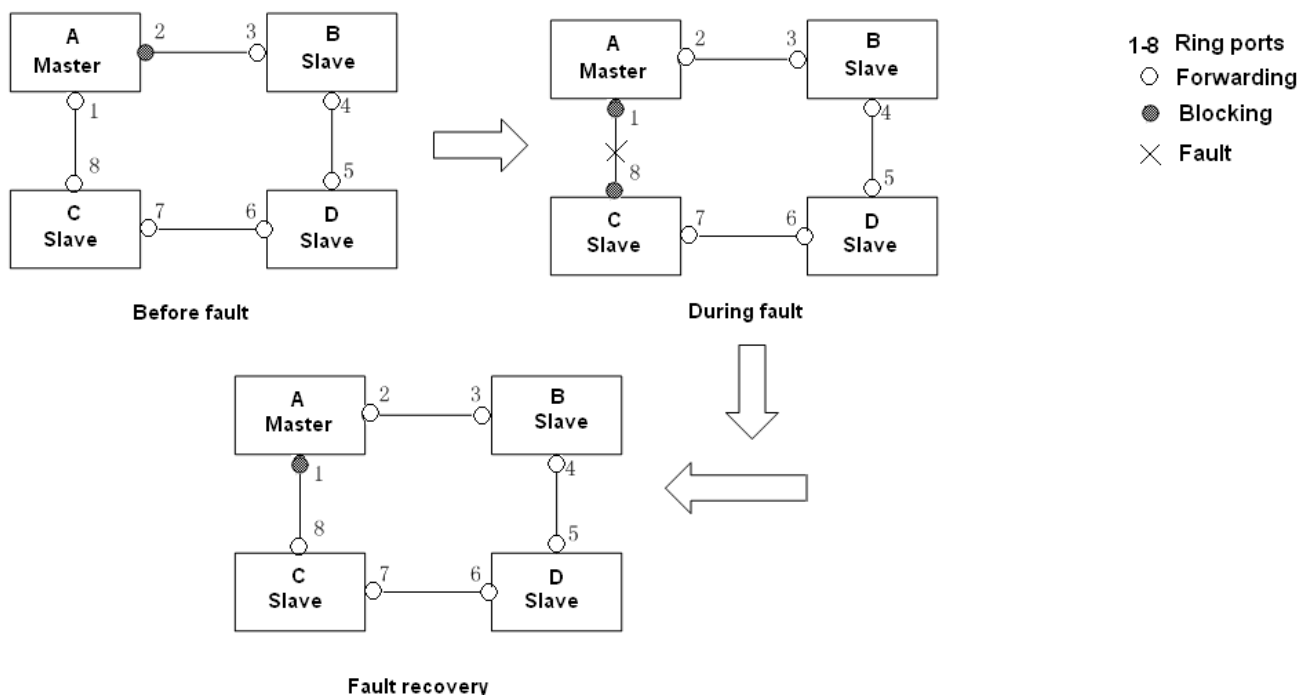 A
Master
2
3
B
Slave
1
4
8
5
C
Slave
7
6
D
Slave
Before fault
A
Master
2
3
B
Slave
1
4
8
5
C
Slave
7
6
D
Slave
During fault
1-8 Ring ports
Forwarding
Blocking
Fault
A
Master
2
3
B
Slave
1
4
8
5
C
Slave
7
6
D
Slave
Fault recovery